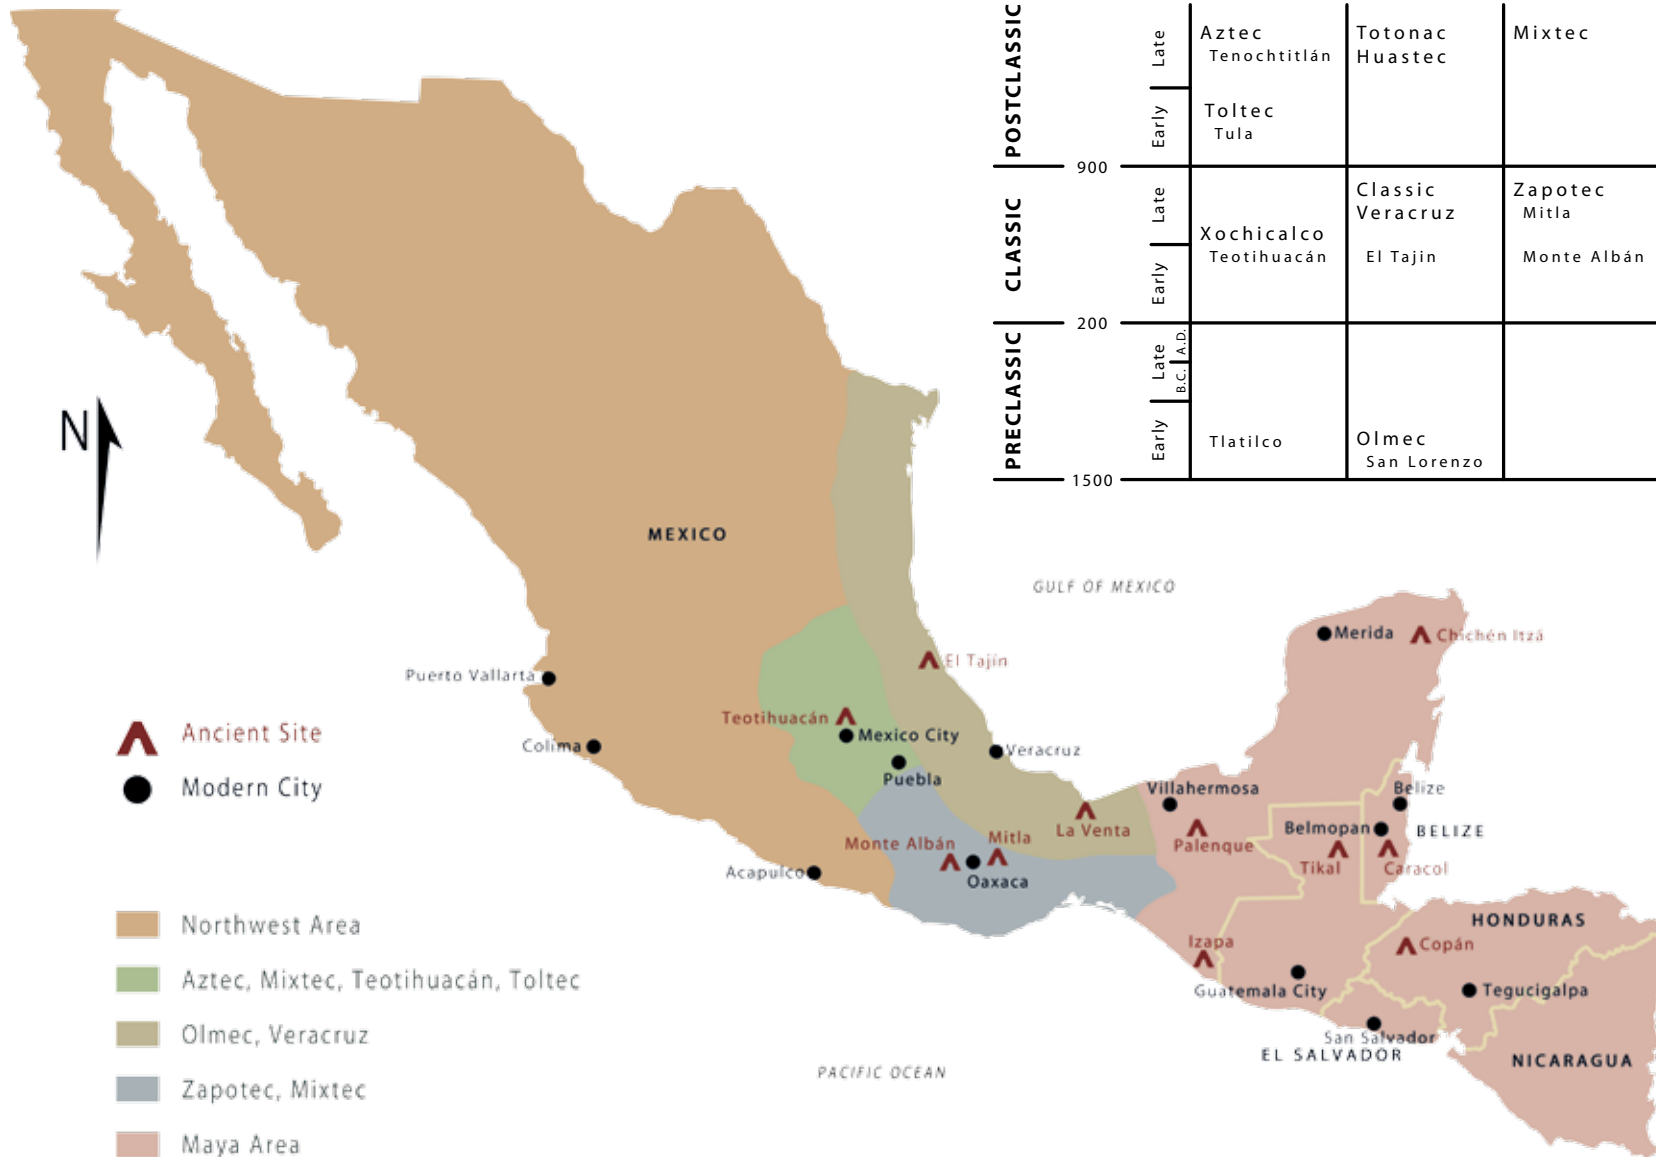 POSTCLASSIC
Late
Aztec
Tenochtitlán
Totonac
Huastec
Mixtec
Early
Toltec
Tula
900
CLASSIC
Late
Classic
Veracruz
Zapotec
Mitla
Xochicalco
Teotihuacán
El Tajin
Monte Albán
Early
200
PRECLASSIC
Late
A.D.
B.C.
Early
Tlatilco
Olmec
San Lorenzo
1500
N
MEXICO
GULF OF MEXICO
Merida
Chichén Itzá
El Tajín
Puerto Vallarta
Teotihuacán
Mexico City
Colima
Veracruz
Puebla
Villahermosa
Belize
La Venta
Belmopan
BELIZE
Monte Albán
Mitla
Palenque
Tikal
Caracol
Acapulco
Oaxaca
HONDURAS
Izapa
Copán
Guatemala City
Tegucigalpa
San Salvador
EL SALVADOR
NICARAGUA
PACIFIC OCEAN
Ancient Site
Modern City
Northwest Area
Aztec, Mixtec, Teotihuacán, Toltec
Olmec, Veracruz
Zapotec, Mixtec
Maya Area